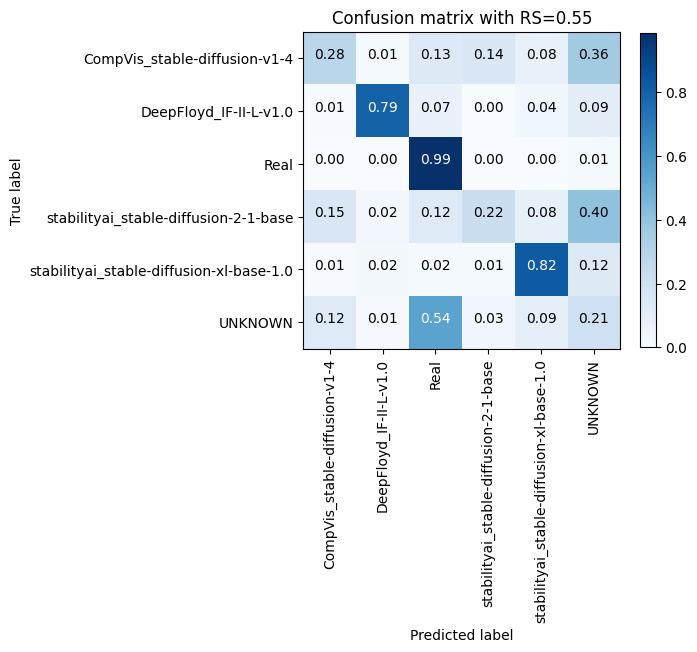 Confusion matrix with RS=0.55
CompVis_stable-diffusion-v1-4 0.28 0.01 0.13 0.14 0.08 0.36
DeepFloyd_IF-II-L-v1.0 0.01 0.79 0.07 0.00 0.04 0.09
Real 0.00 0.00 0.99 0.00 0.00 0.01
stabilityai_stable-diffusion-2-1-base 0.15 0.02 0.12 0.22 0.08 0.40
stabilityai_stable-diffusion-xl-base-1.0 0.01 0.02 0.02 0.01 0.82 0.12
UNKNOWN 0.12 0.01 0.54 0.03 0.09 0.21
True label
CompVis_stable-diffusion-v1-4
DeepFloyd_IF-II-L-v1.0
Real
stabilityai_stable-diffusion-2-1-base
stabilityai_stable-diffusion-xl-base-1.0
UNKNOWN
Predicted label
0.8
0.6
0.4
0.2
0.0